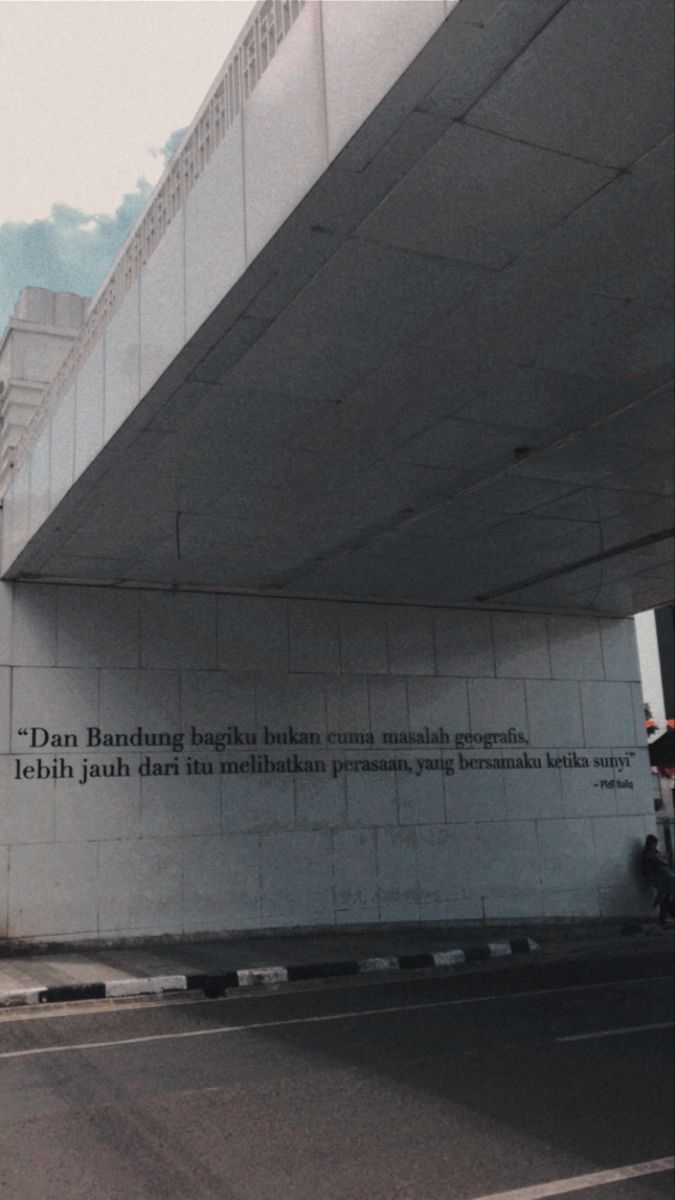 “Dan Bandung bagiku bukan cuma masalah geografis,
lebih jauh dari itu melibatkan perasaan, yang bersamaku ketika sunyi”
- Pidi Baiq